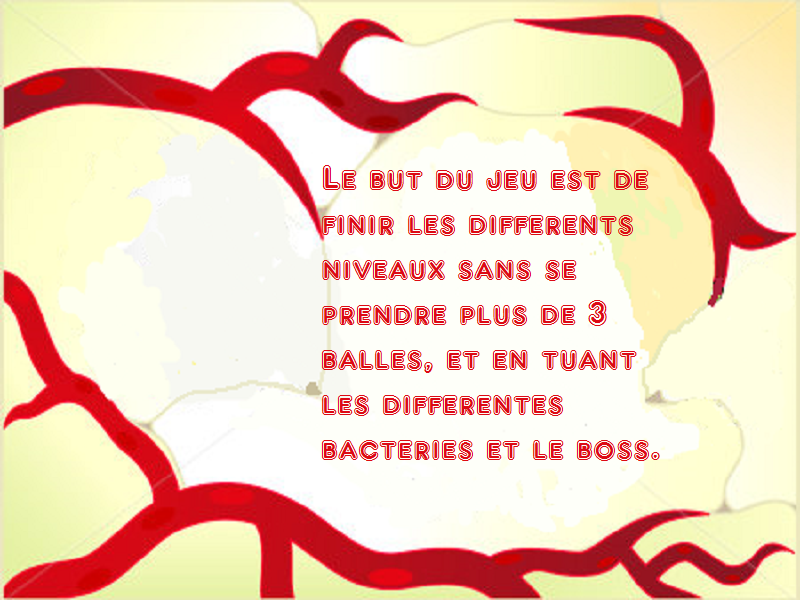 Le but du jeu est de
finir les differents
niveaux sans se
prendre plus de 3
balles, et en tuant
les differentes
bacteries et le boss.